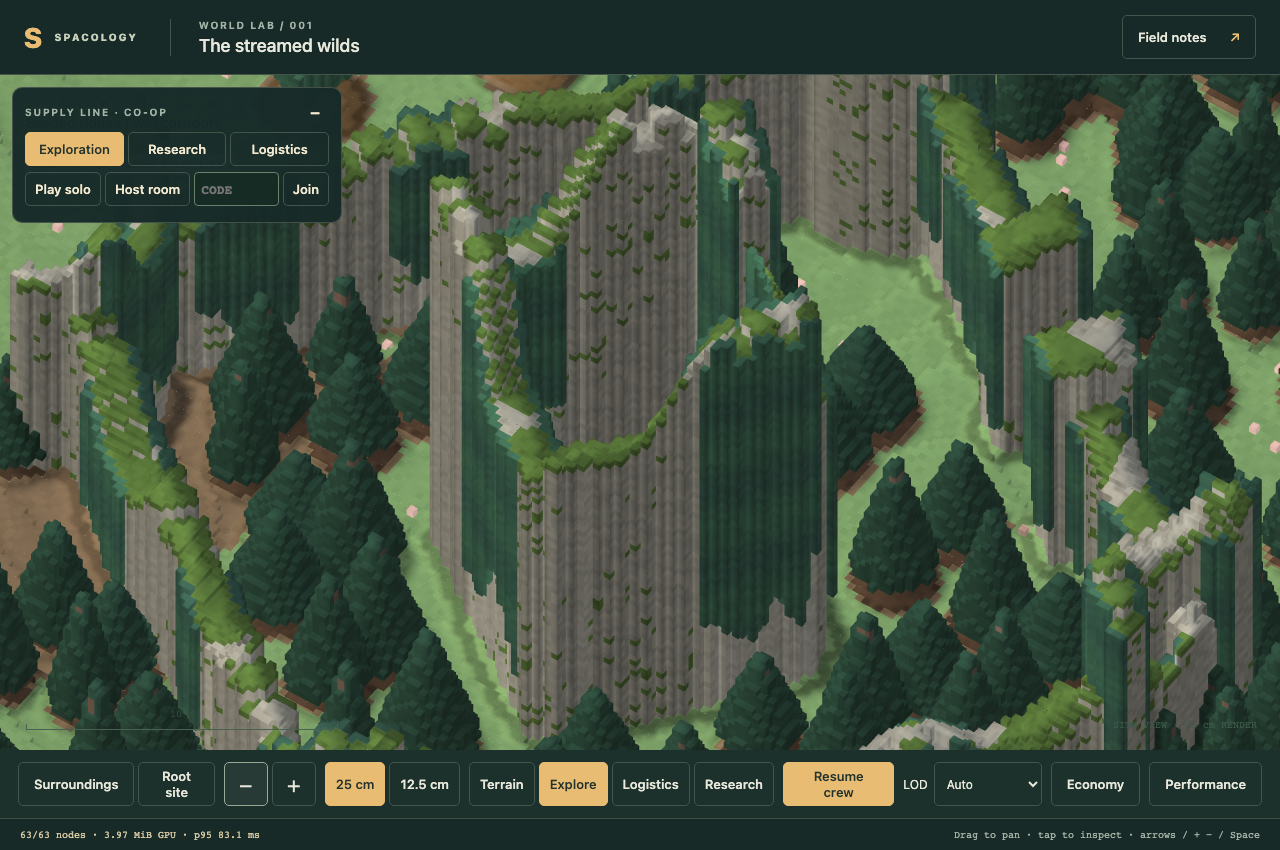 S SPACOLOGY
WORLD LAB / 001
The streamed wilds
Field notes
SUPPLY LINE · CO-OP
Exploration
Research
Logistics
Play solo
Host room
CODE
Join
Surroundings
Root
site
−
+
25 cm
12.5 cm
Terrain
Explore
Logistics
Research
Resume
crew
LOD
Auto
Economy
Performance
63/63 nodes · 3.97 MiB GPU · p95 83.1 ms
Drag to pan · tap to inspect · arrows / + − / Space